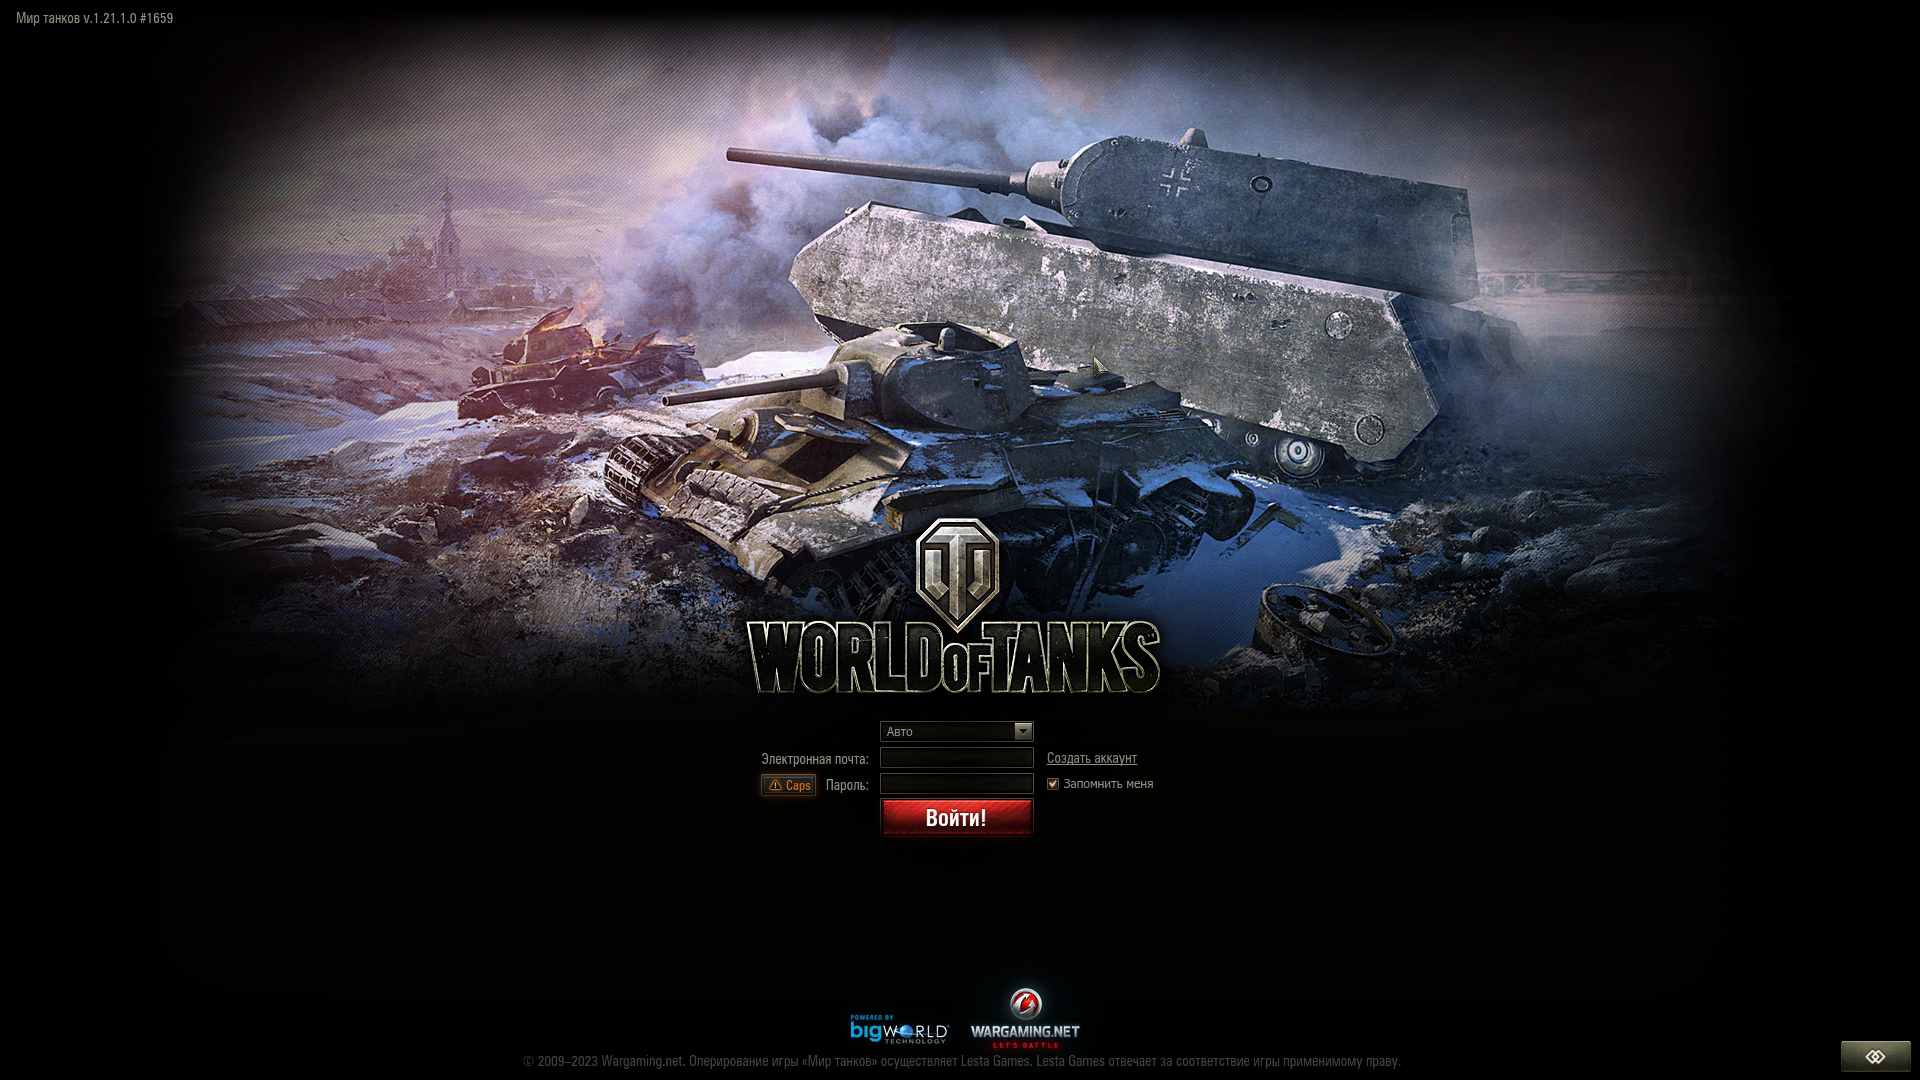 Мир танков v.1.21.1.0 #1659
WORLD OF TANKS
Авто
Электронная почта:
Создать аккаунт
Caps
Пароль:
Запомнить меня
Войти!
POWERED BY
bigWORLD
TECHNOLOGY
WARGAMING.NET
LET'S BATTLE
© 2009–2023 Wargaming.net. Оперирование игры «Мир танков» осуществляет Lesta Games. Lesta Games отвечает за соответствие игры применимому праву.